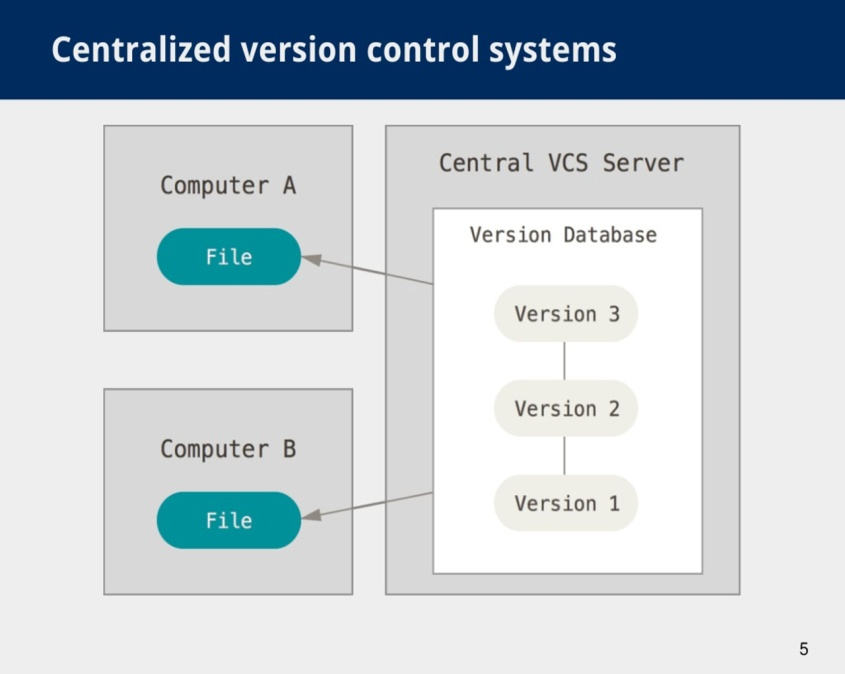 Centralized version control systems
Computer A
File
Computer B
File
Central VCS Server
Version Database
Version 3
Version 2
Version 1
5